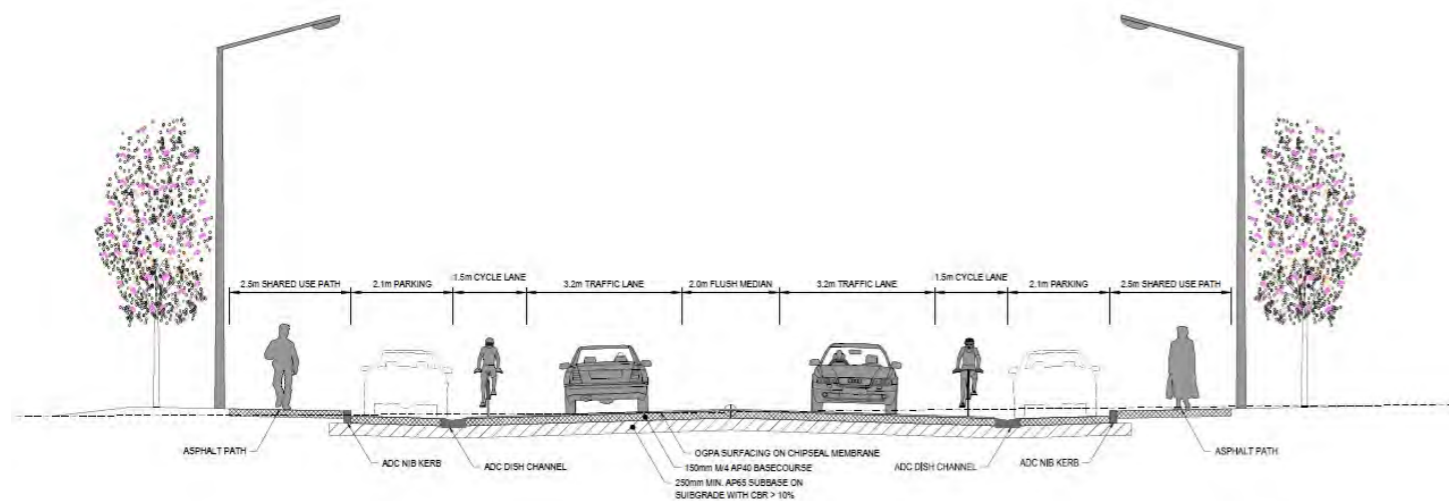 1.5m CYCLE LANE
1.5m CYCLE LANE
2.5m SHARED USE PATH
2.1m PARKING
3.2m TRAFFIC LANE
2.0m FLUSH MEDIAN
3.2m TRAFFIC LANE
2.1m PARKING
2.5m SHARED USE PATH
ASPHALT PATH
ADC NIB KERB
ADC DISH CHANNEL
OGPA SURFACING ON CHIPSEAL MEMBRANE
150mm M/4 AP40 BASECOURSE
250mm MIN. AP65 SUBBASE ON
SUIBGRADE WITH CBR > 10%
ADC DISH CHANNEL
ADC NIB KERB
ASPHALT PATH